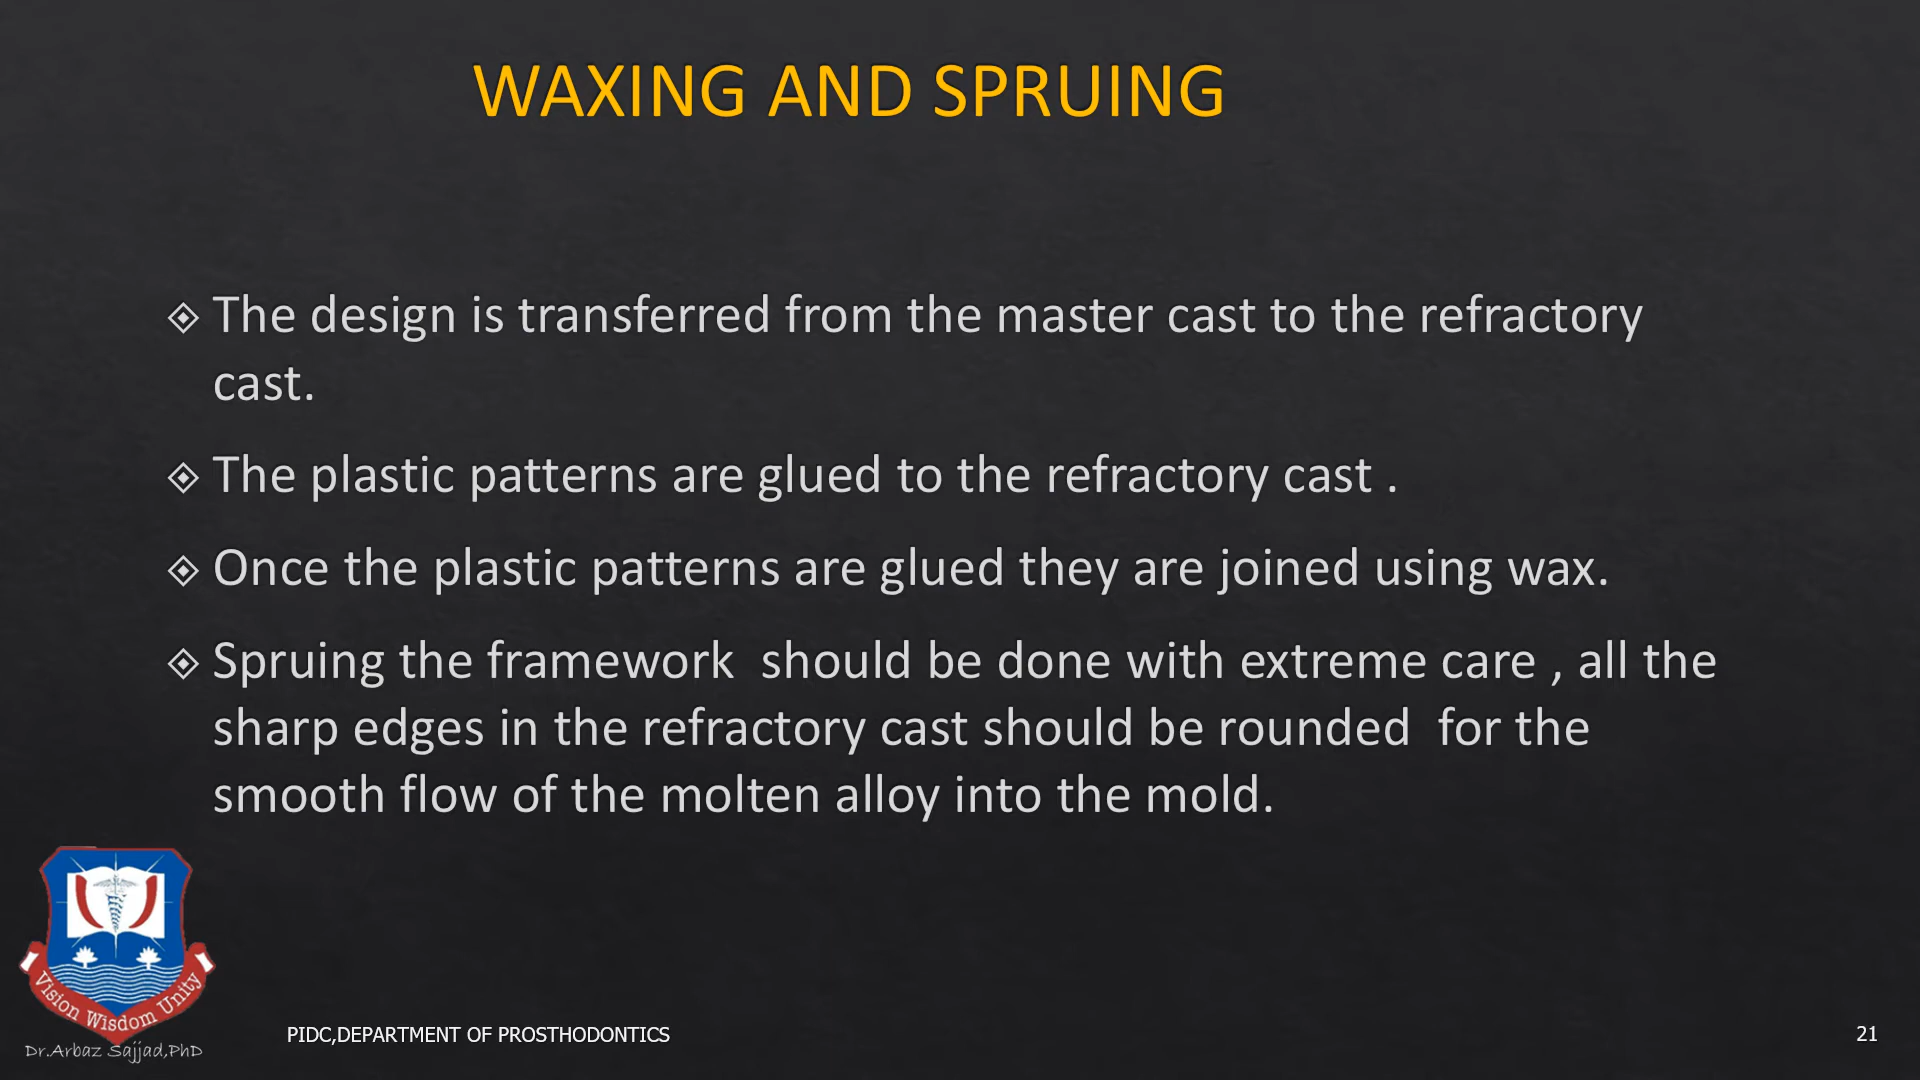 WAXING AND SPRUING
The design is transferred from the master cast to the refractory
cast.
The plastic patterns are glued to the refractory cast .
Once the plastic patterns are glued they are joined using wax.
Spruing the framework  should be done with extreme care , all the
sharp edges in the refractory cast should be rounded  for the
smooth flow of the molten alloy into the mold.
Vision Wisdom Unity
Dr.Arbaz Sajjad,PhD
PIDC,DEPARTMENT OF PROSTHODONTICS
21